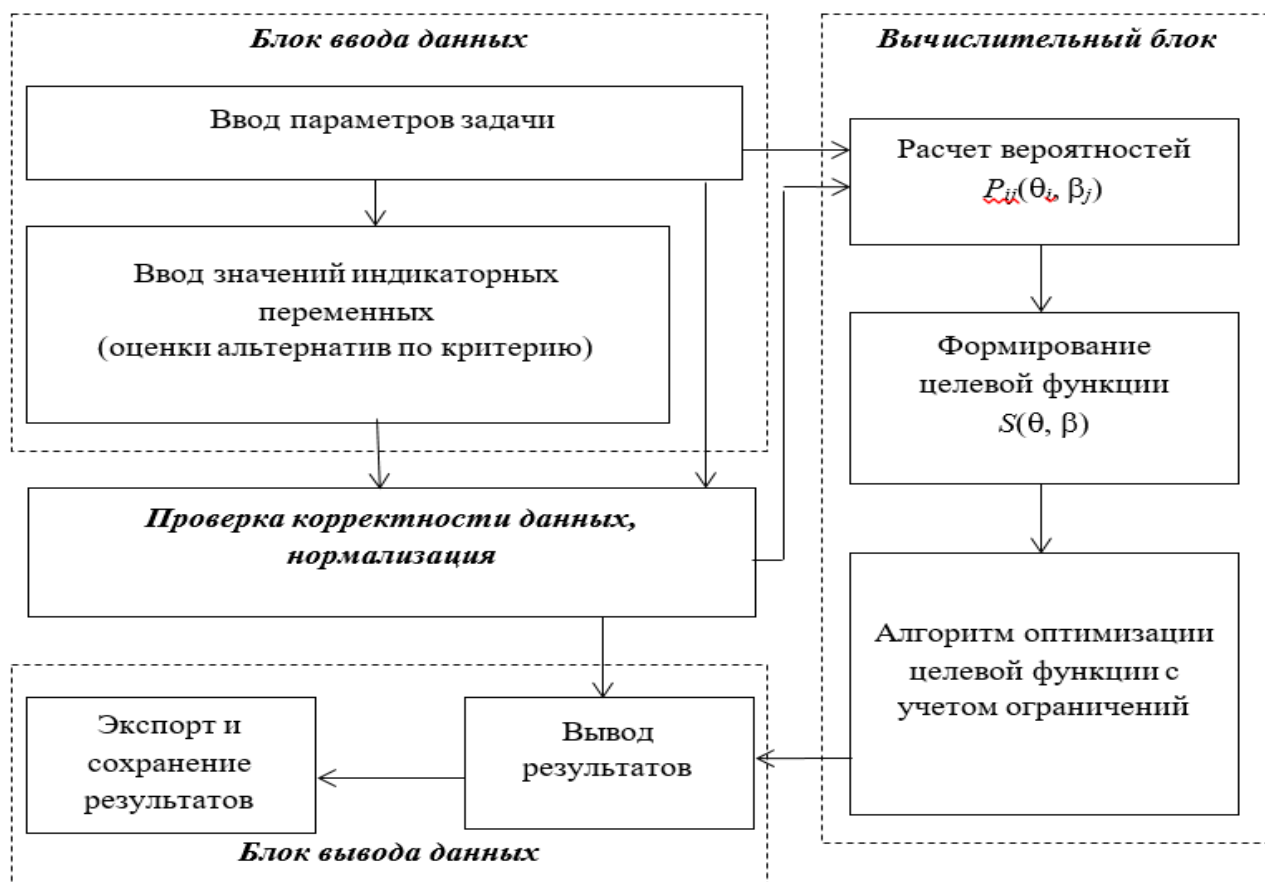 Блок ввода данных
Ввод параметров задачи
Ввод значений индикаторных
переменных
(оценки альтернатив по критерию)
Проверка корректности данных,
нормализация
Вычислительный блок
Расчет вероятностей
Pij(θi, βj)
Формирование
целевой функции
S(θ, β)
Алгоритм оптимизации
целевой функции с
учетом ограничений
Экспорт и
сохранение
результатов
Вывод
результатов
Блок вывода данных